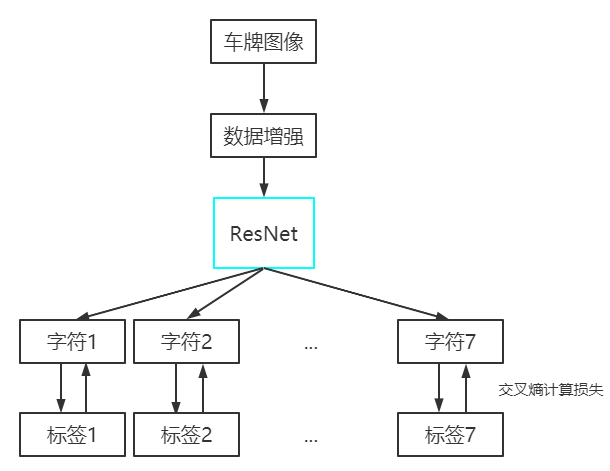 车牌图像
数据增强
ResNet
字符1
字符2
...
字符7
交叉熵计算损失
标签1
标签2
...
标签7